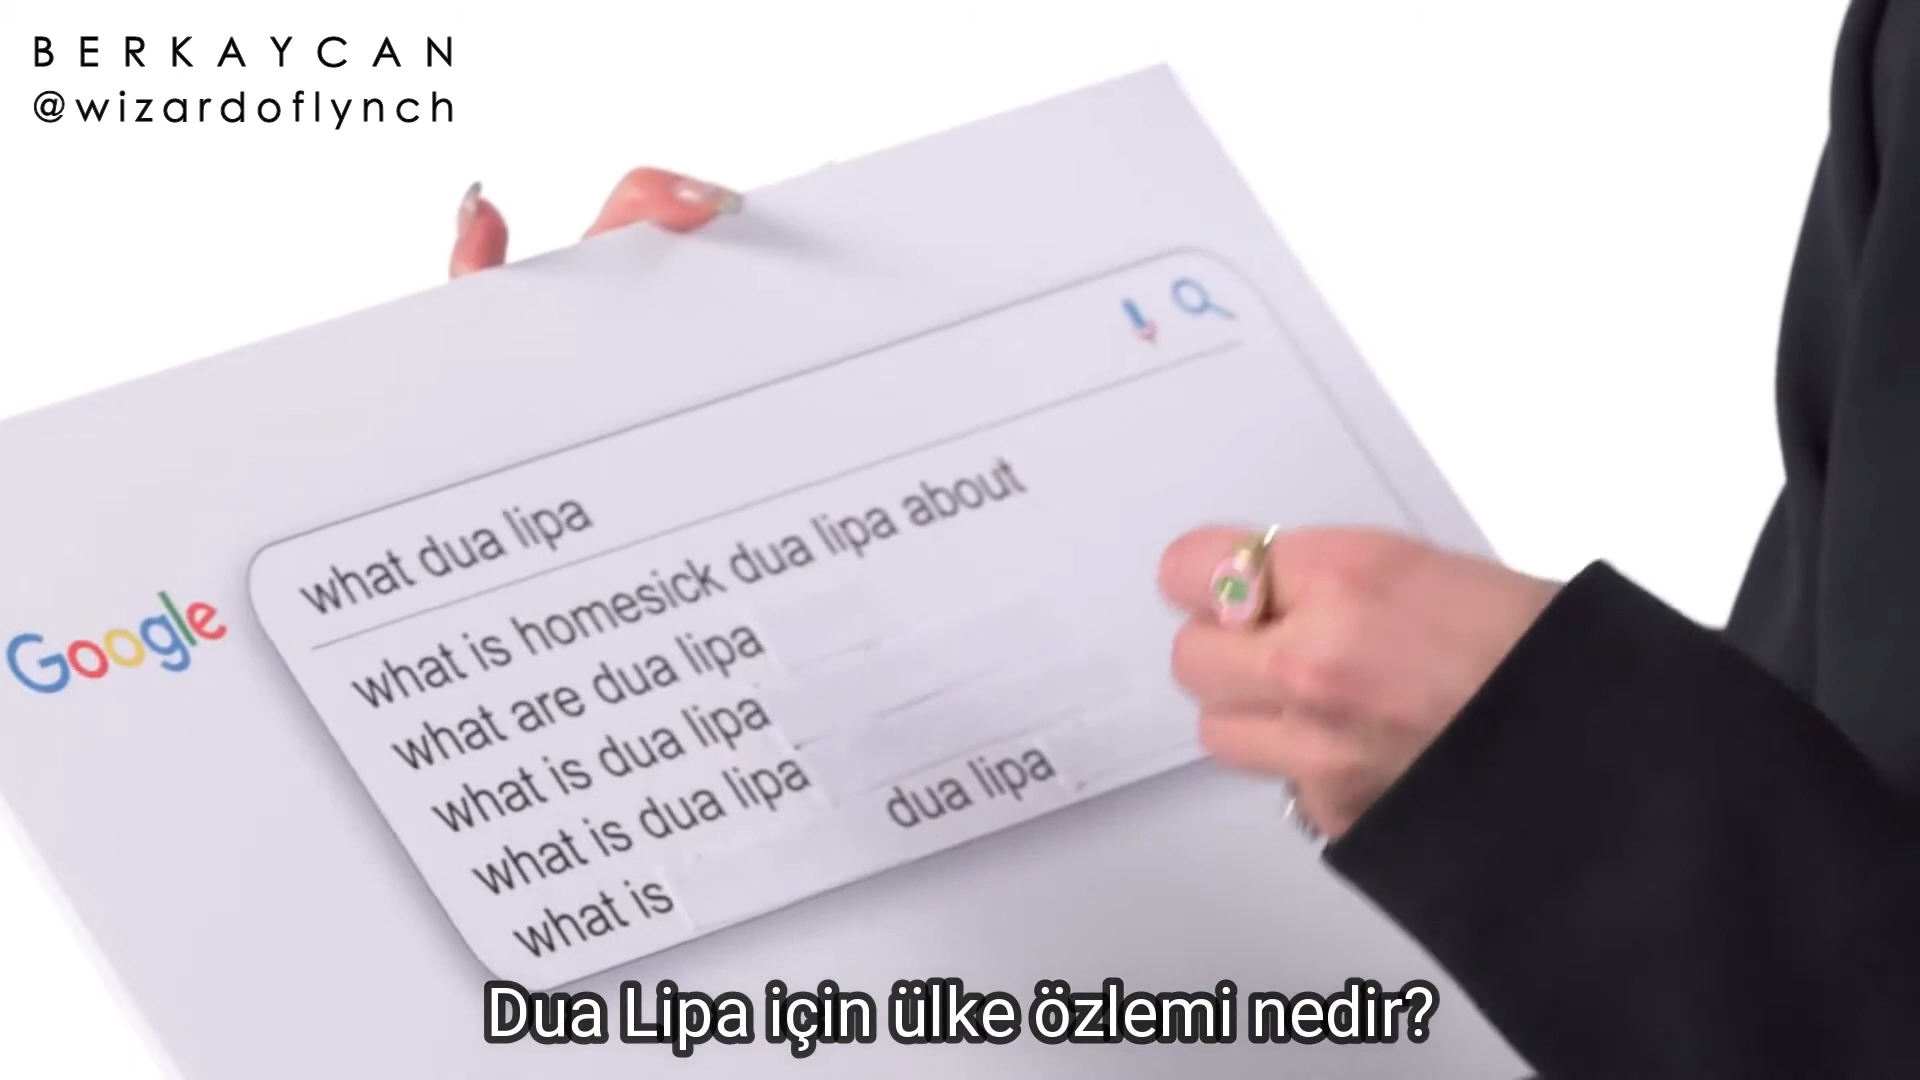 BERKAYCAN
@wizardoflynch
Google
what dua lipa
what is homesick dua lipa about
what are dua lipa
what is dua lipa
what is dua lipa
what is dua lipa
Dua Lipa için ülke özlemi nedir?